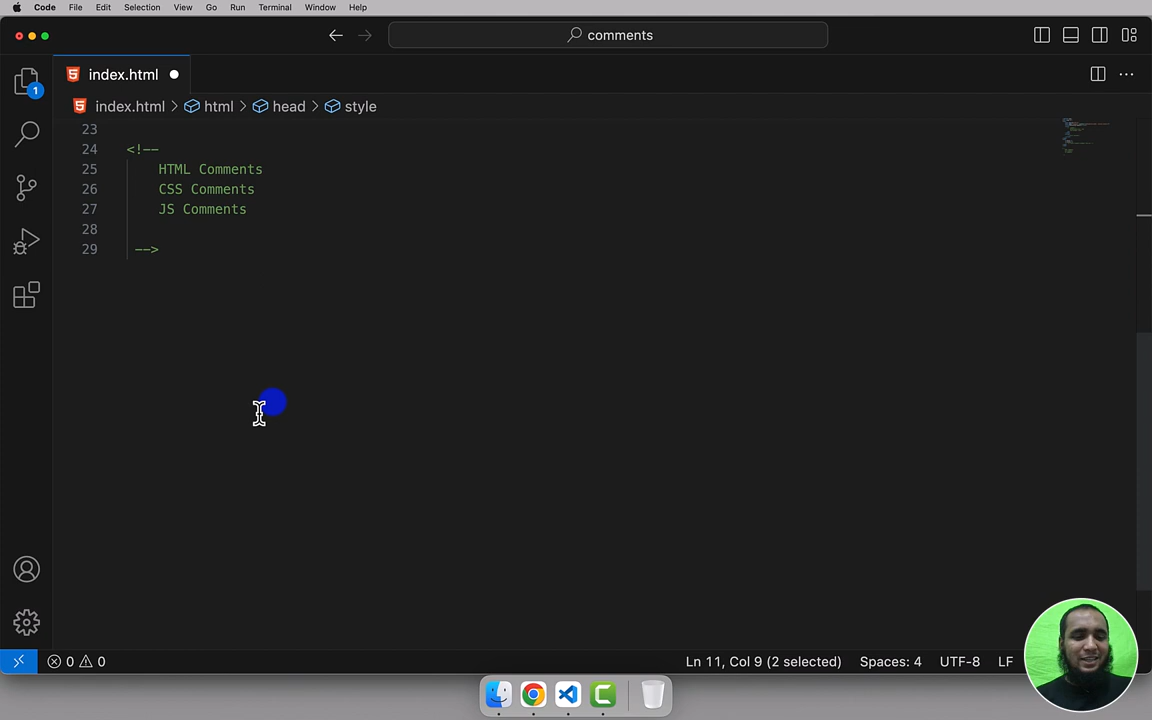 Code File Edit Selection View Go Run Terminal Window Help
comments
index.html
1
index.html > html > head > style
23
24 <!--
25 HTML Comments
26 CSS Comments
27 JS Comments
28
29 -->
0 0 Ln 11, Col 9 (2 selected) Spaces: 4 UTF-8 LF